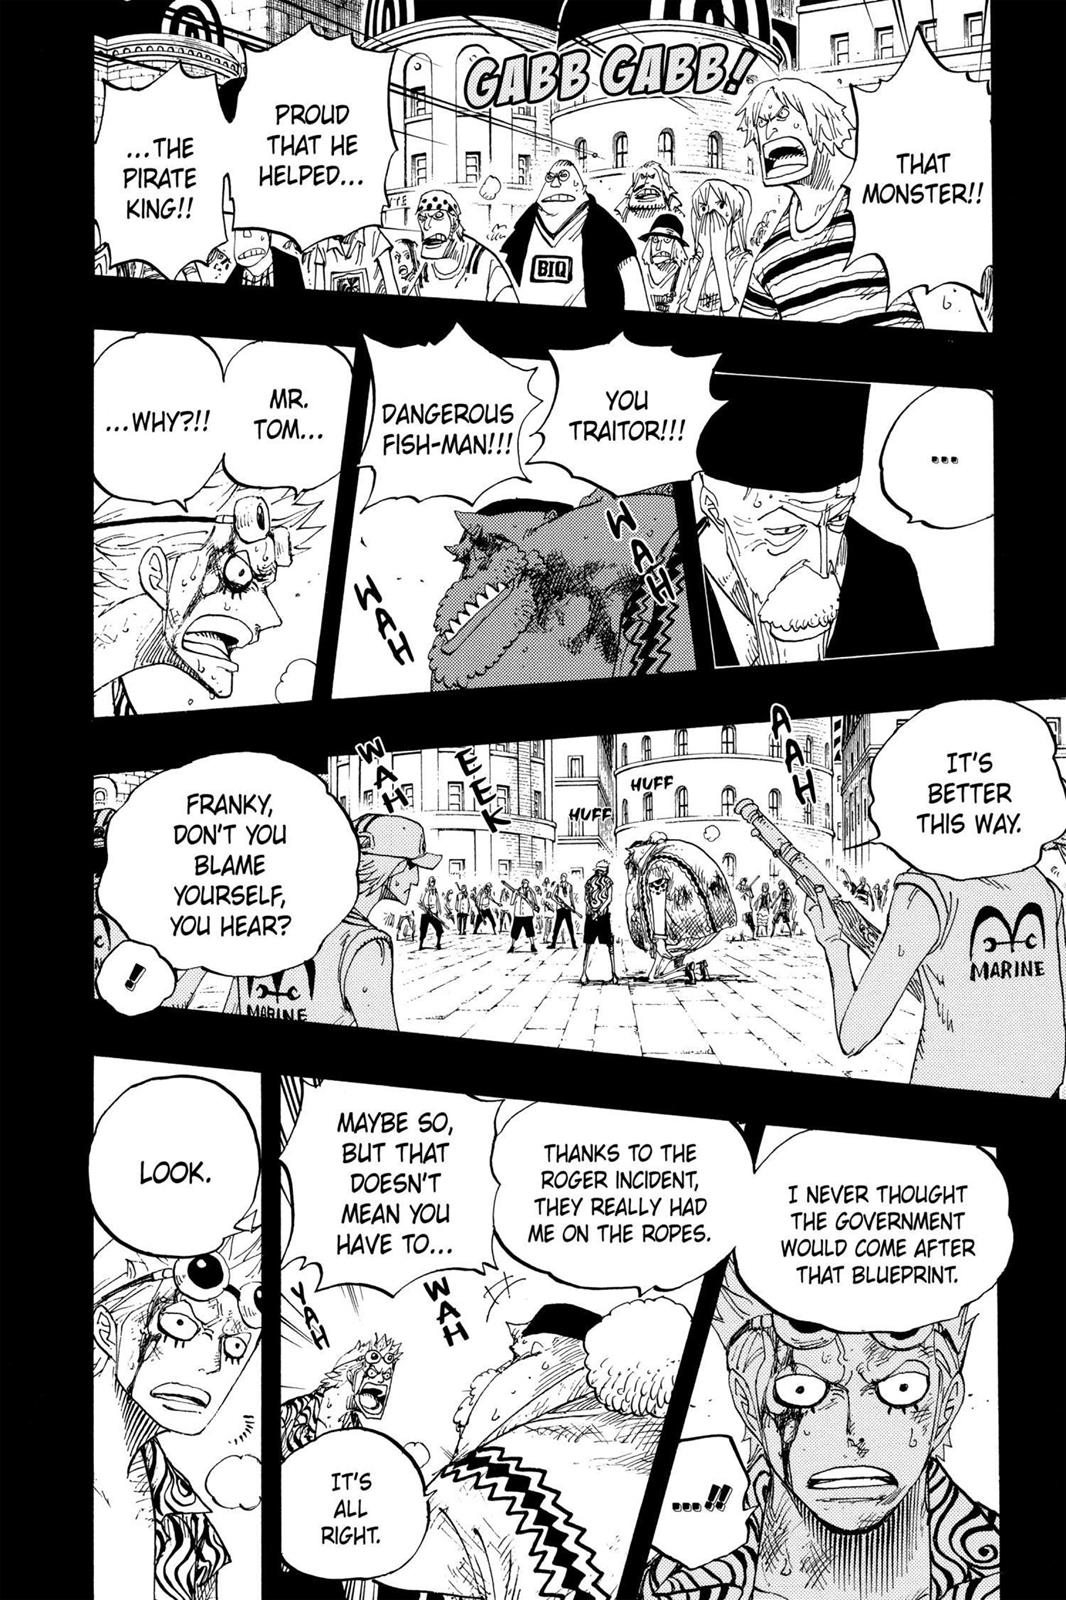 GABB GABB!
THAT
MONSTER!!
PROUD
THAT HE
HELPED...
...THE
PIRATE
KING!!
BIQ
...
YOU
TRAITOR!!!
DANGEROUS
FISH-MAN!!!
WAH
WAH
MR.
TOM...
...WHY?!!
IT'S
BETTER
THIS WAY.
AAH
HUFF
HUFF
EEK
WAH
MARINE
MARINE
FRANKY,
DON'T YOU
BLAME
YOURSELF,
YOU HEAR?
!
I NEVER THOUGHT
THE GOVERNMENT
WOULD COME AFTER
THAT BLUEPRINT.
...!!
THANKS TO THE
ROGER INCIDENT,
THEY REALLY HAD
ME ON THE ROPES.
MAYBE SO,
BUT THAT
DOESN'T
MEAN YOU
HAVE TO...
WAH
YAH
IT'S
ALL
RIGHT.
LOOK.